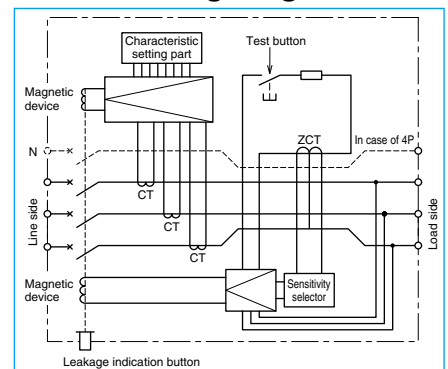 Characteristic
setting part
Test button
Magnetic
device
ZCT
In case of 4P
N
CT
CT
CT
Line side
Load side
Magnetic
device
Sensitivity
selector
Leakage indication button